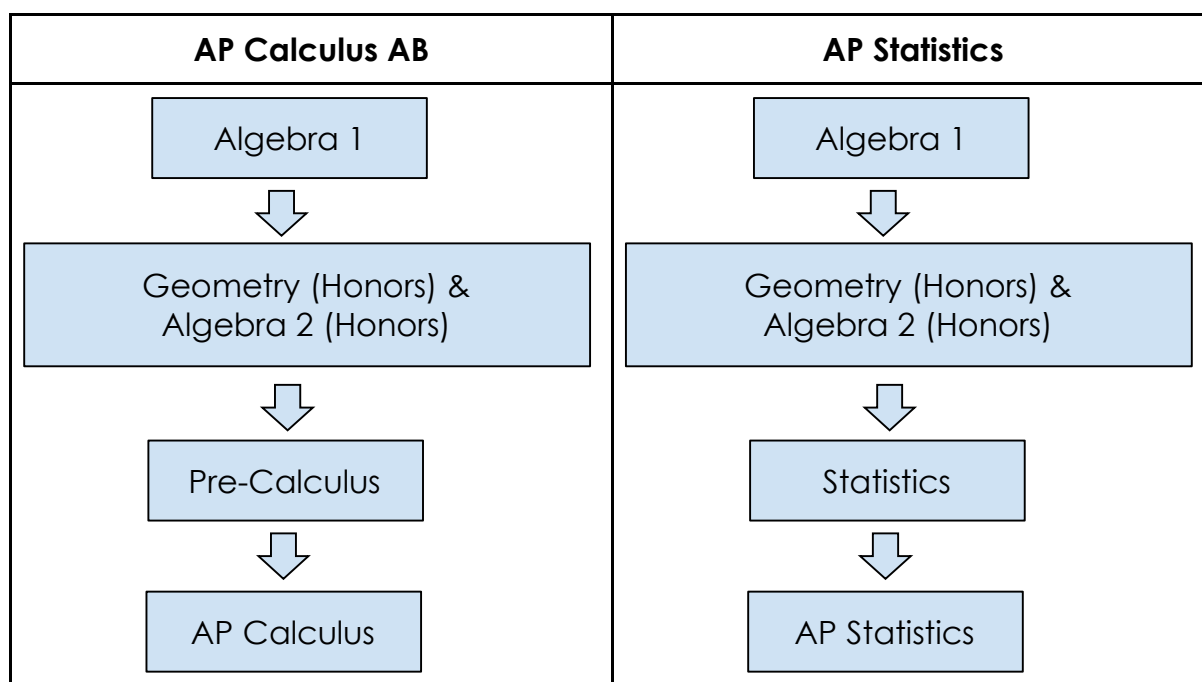 AP Calculus AB
Algebra 1
Geometry (Honors) &
Algebra 2 (Honors)
Pre-Calculus
AP Calculus
AP Statistics
Algebra 1
Geometry (Honors) &
Algebra 2 (Honors)
Statistics
AP Statistics